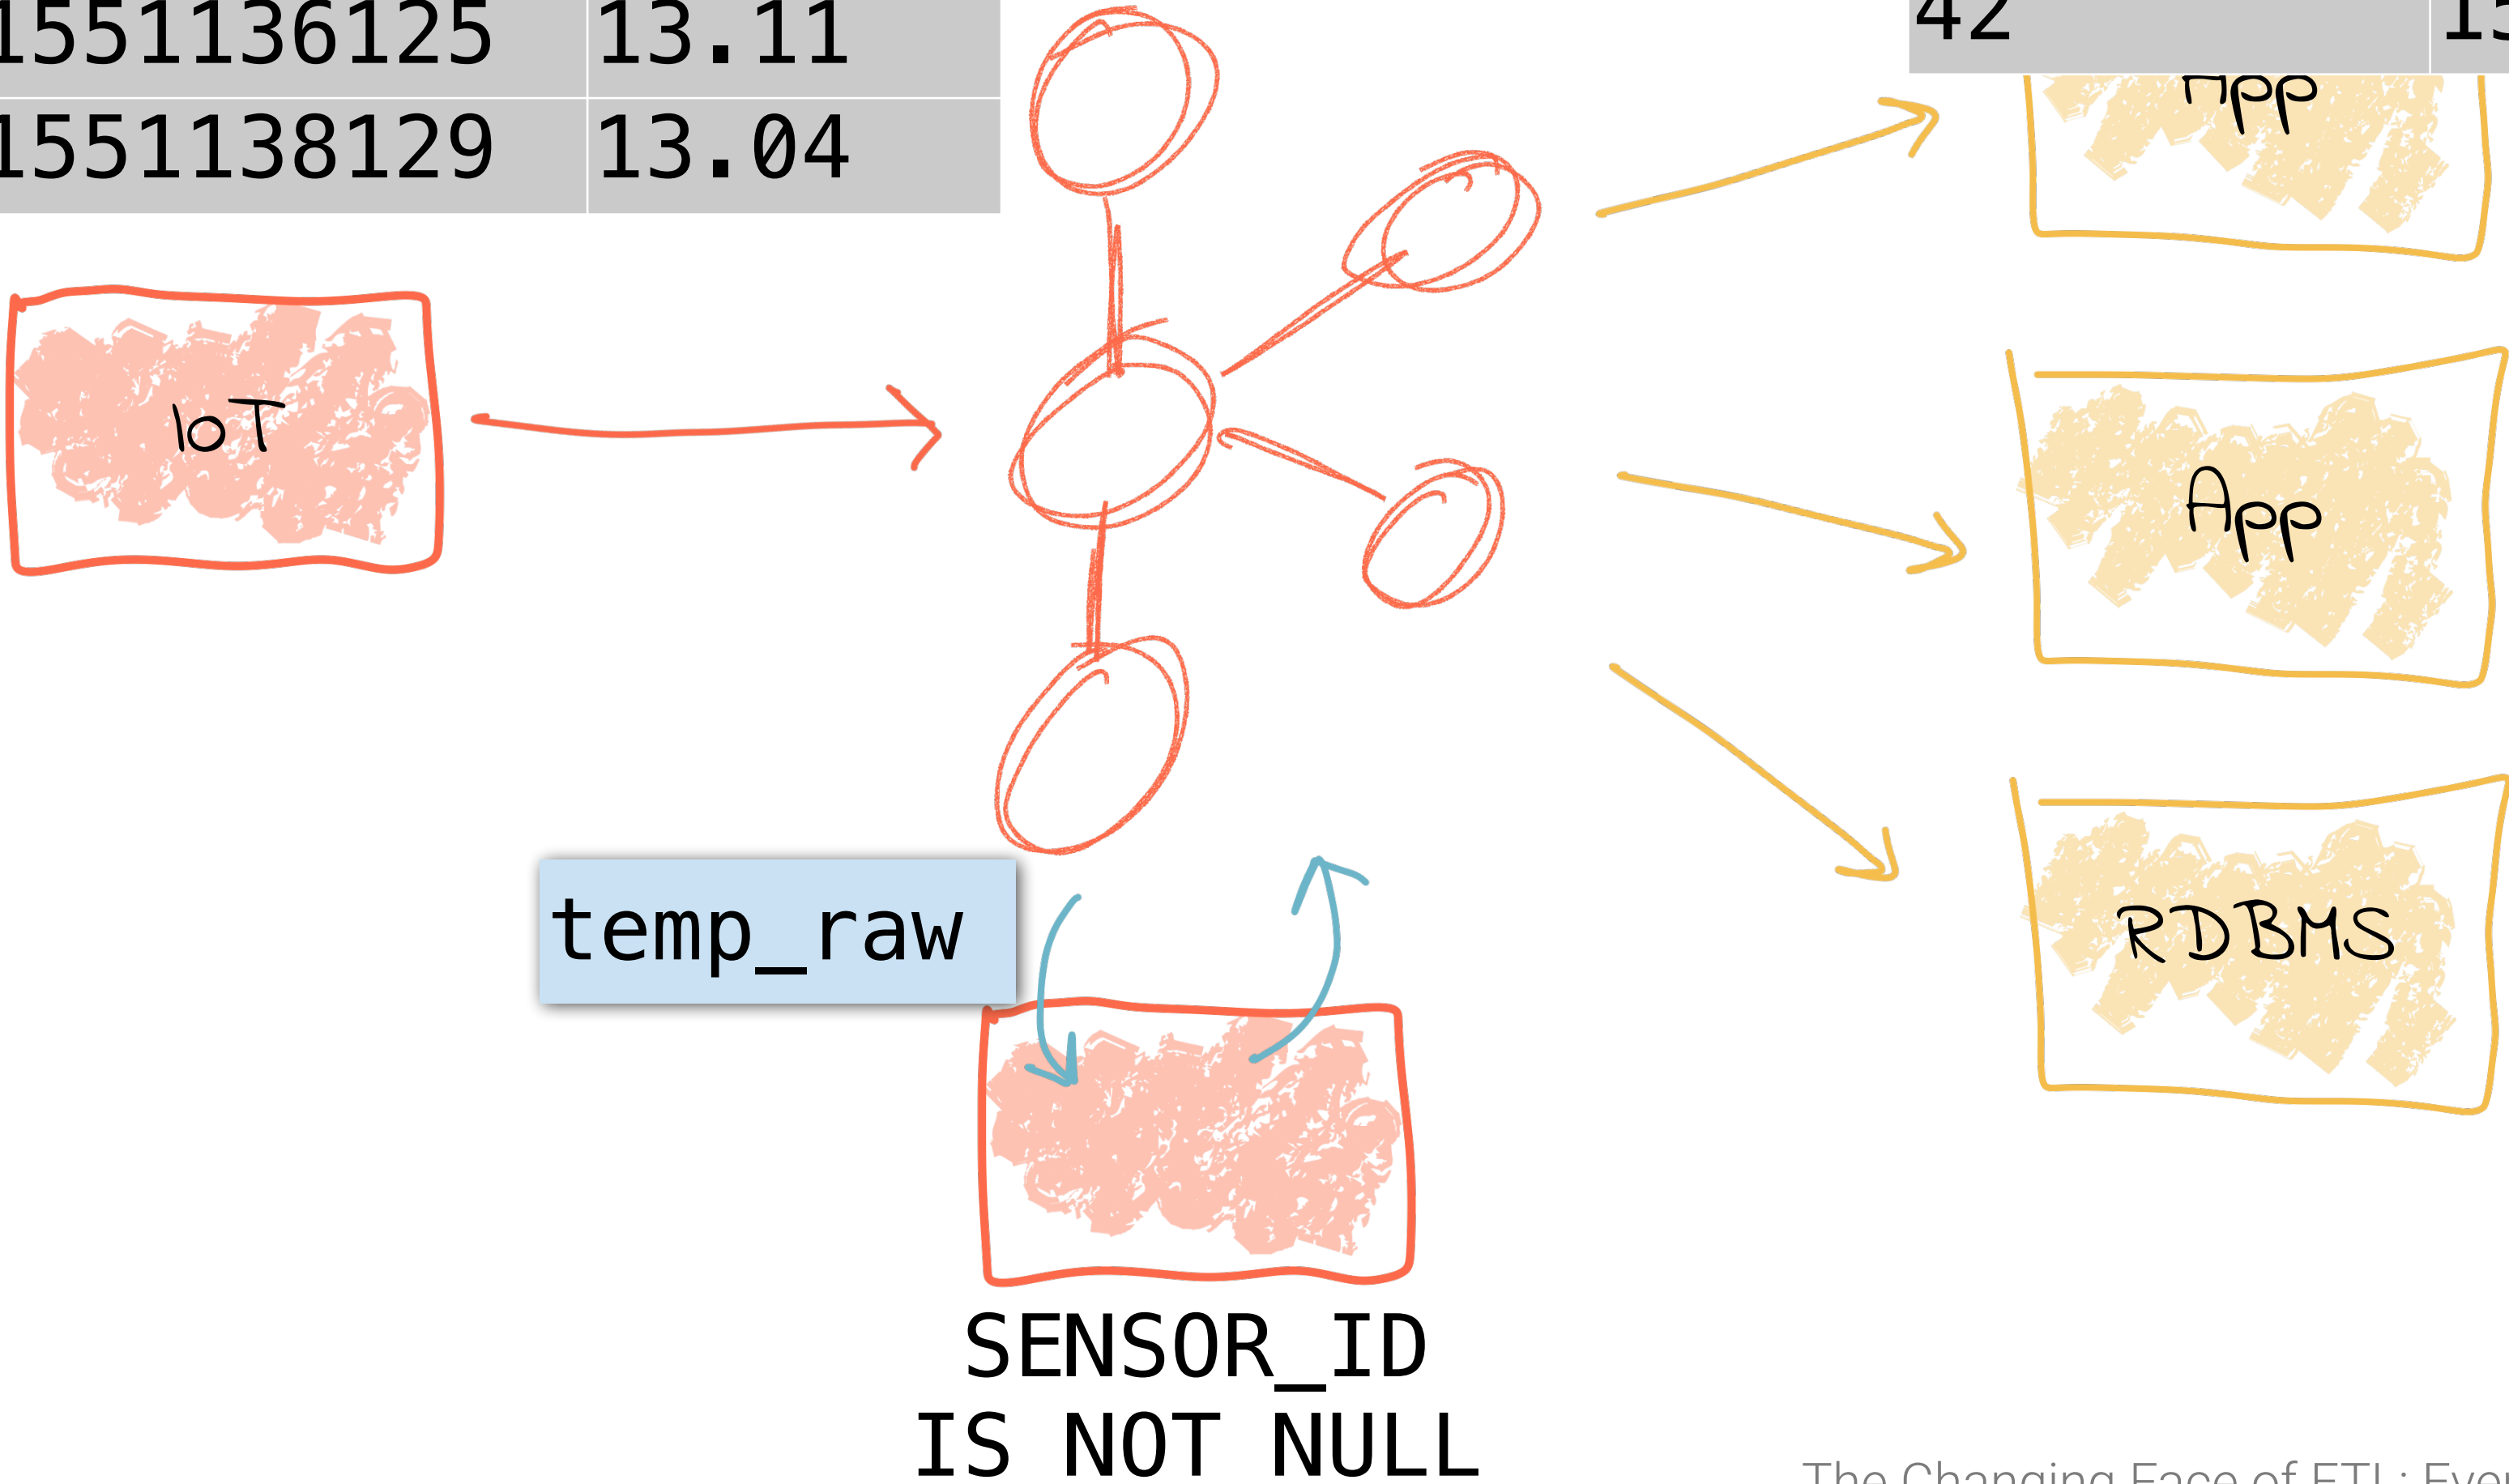 1551136125 13.11
42
1551138129 13.04
App
IoT
App
temp_raw
RDBMS
SENSOR_ID
IS NOT NULL
The Changing Face of ETL: Eve